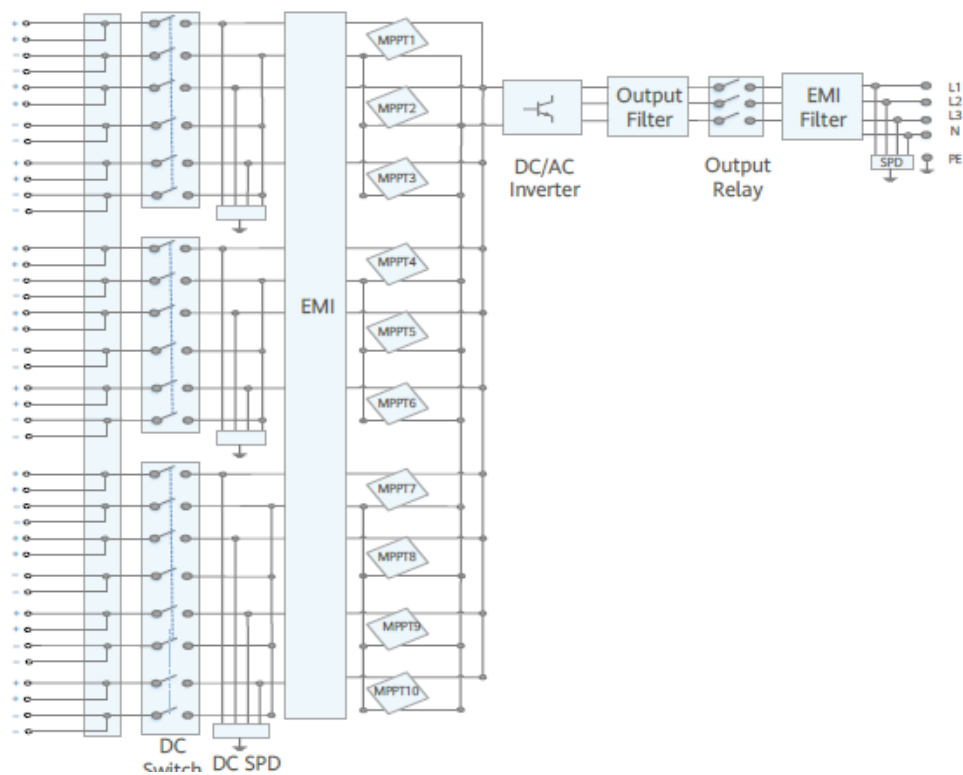 MPPT1
MPPT2
MPPT3
MPPT4
MPPT5
MPPT6
MPPT7
MPPT8
MPPT9
MPPT10
EMI
DC
Switch
DC SPD
DC/AC
Inverter
Output
Filter
Output
Relay
EMI
Filter
SPD
L1
L2
L3
N
PE